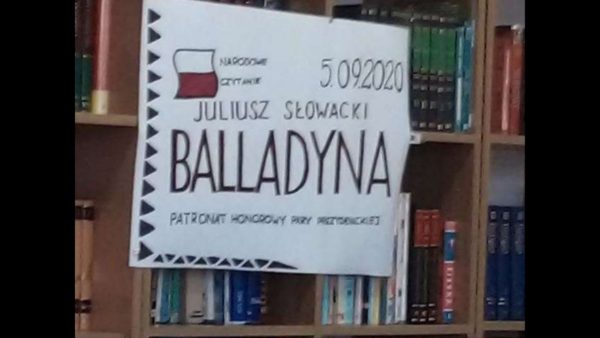 NARODOWE
CZYTANIE
5.09.2020
JULIUSZ SŁOWACKI
BALLADYNA
PATRONAT HONOROWY PARY PREZYDENCKIEJ